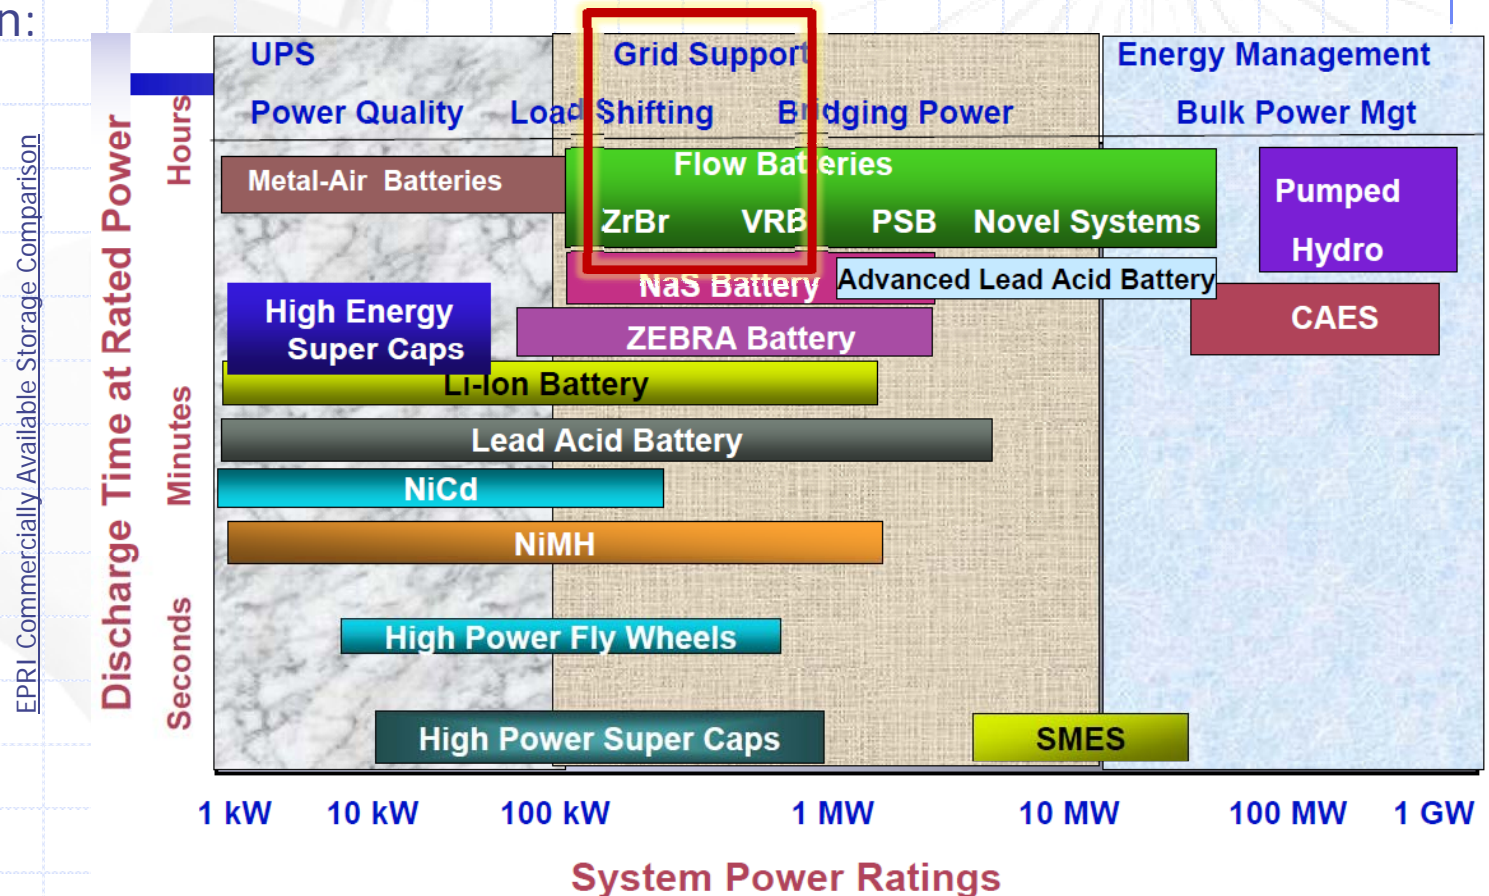 n:
EPRI Commercially Available Storage Comparison
Discharge Time at Rated Power
Hours
Minutes
Seconds
UPS
Grid Support
Energy Management
Power Quality
Load Shifting
Bridging Power
Bulk Power Mgt
Metal-Air Batteries
Flow Batteries
ZrBr
VRB
PSB
Novel Systems
Pumped
Hydro
NaS Battery
Advanced Lead Acid Battery
High Energy
Super Caps
ZEBRA Battery
CAES
Li-Ion Battery
Lead Acid Battery
NiCd
NiMH
High Power Fly Wheels
High Power Super Caps
SMES
1 kW
10 kW
100 kW
1 MW
10 MW
100 MW
1 GW
System Power Ratings